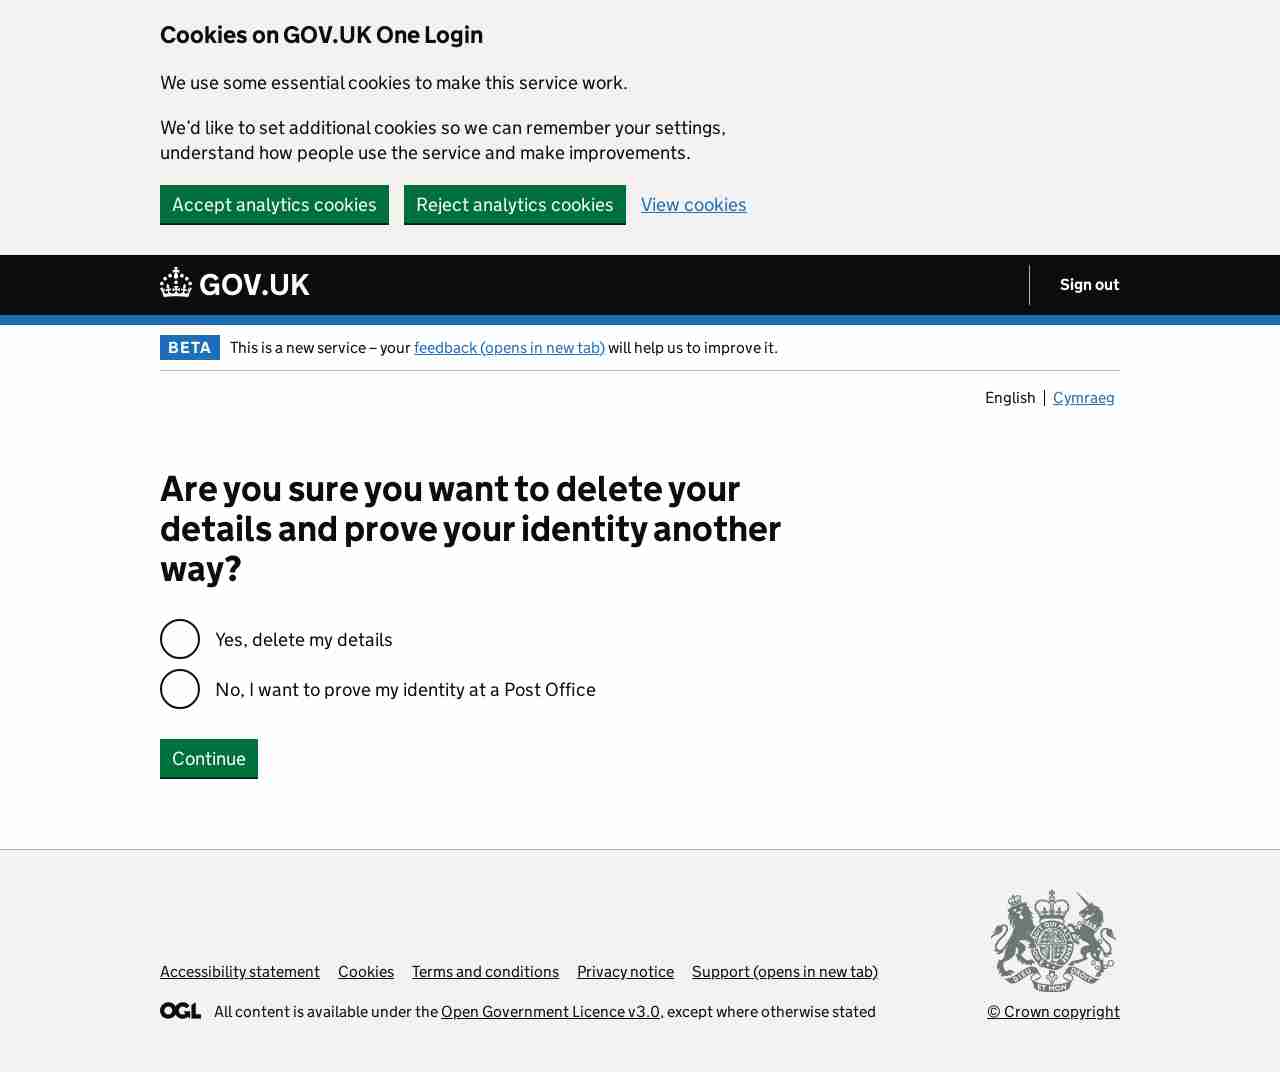 Cookies on GOV.UK One Login
We use some essential cookies to make this service work.
We’d like to set additional cookies so we can remember your settings,
understand how people use the service and make improvements.
Accept analytics cookies Reject analytics cookies View cookies
GOV.UK Sign out
BETA This is a new service – your feedback (opens in new tab) will help us to improve it.
English Cymraeg
Are you sure you want to delete your
details and prove your identity another
way?
Yes, delete my details
No, I want to prove my identity at a Post Office
Continue
Accessibility statement Cookies Terms and conditions Privacy notice Support (opens in new tab)
OGL All content is available under the Open Government Licence v3.0, except where otherwise stated
© Crown copyright